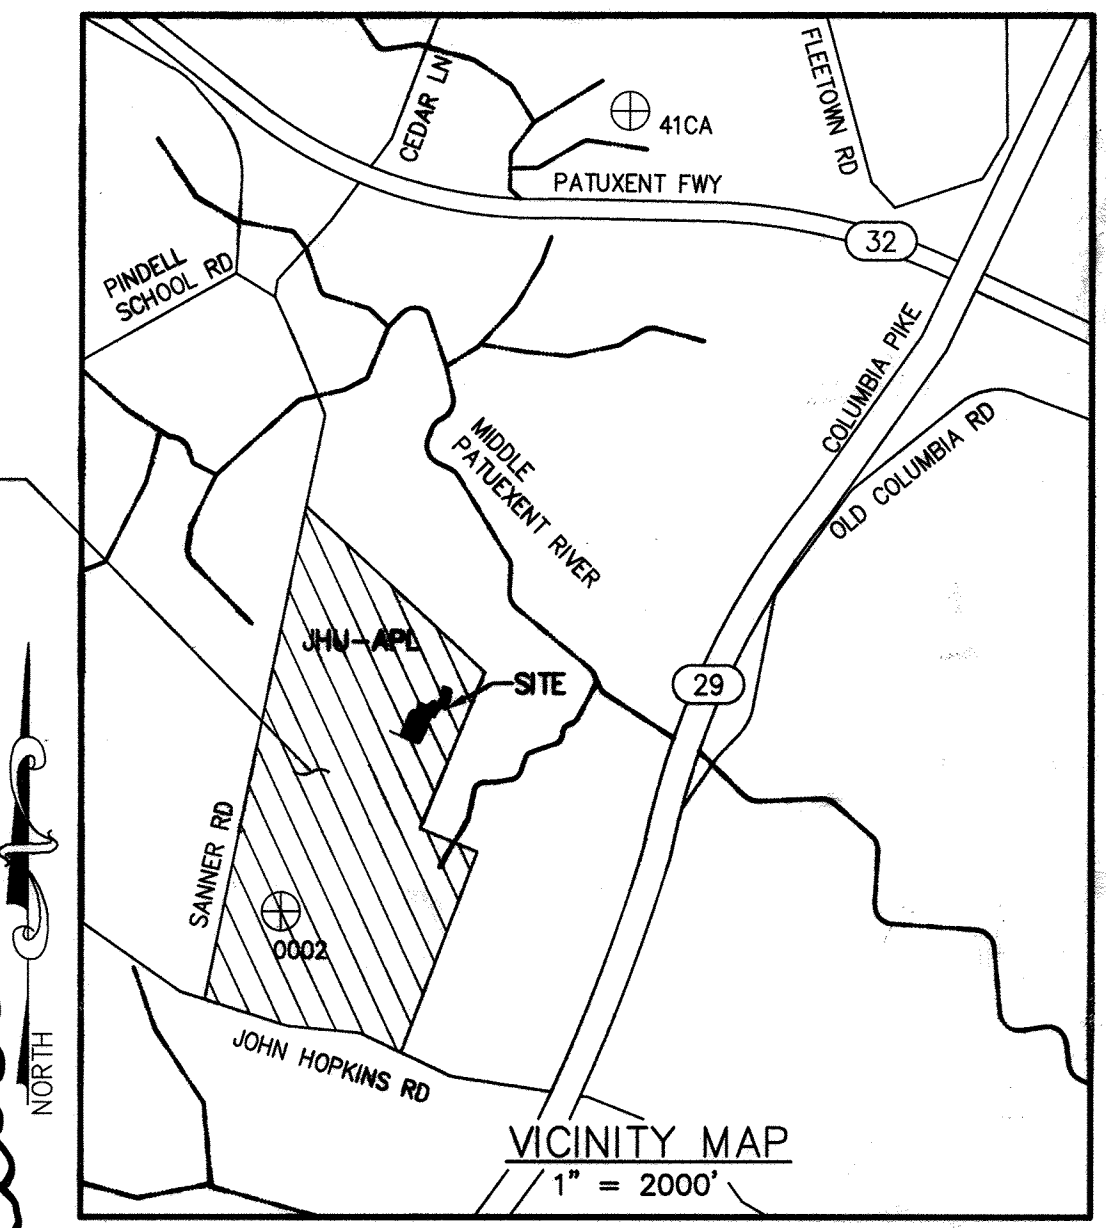 CEDAR LN
FLEETOWN RD
41CA
PATUXENT FWY
32
PINDELL
SCHOOL RD
COLUMBIA PIKE
OLD COLUMBIA RD
MIDDLE
PATUEXENT RIVER
JHU-APL
SITE
29
SANNER RD
0002
JOHN HOPKINS RD
NORTH
VICINITY MAP
1" = 2000'